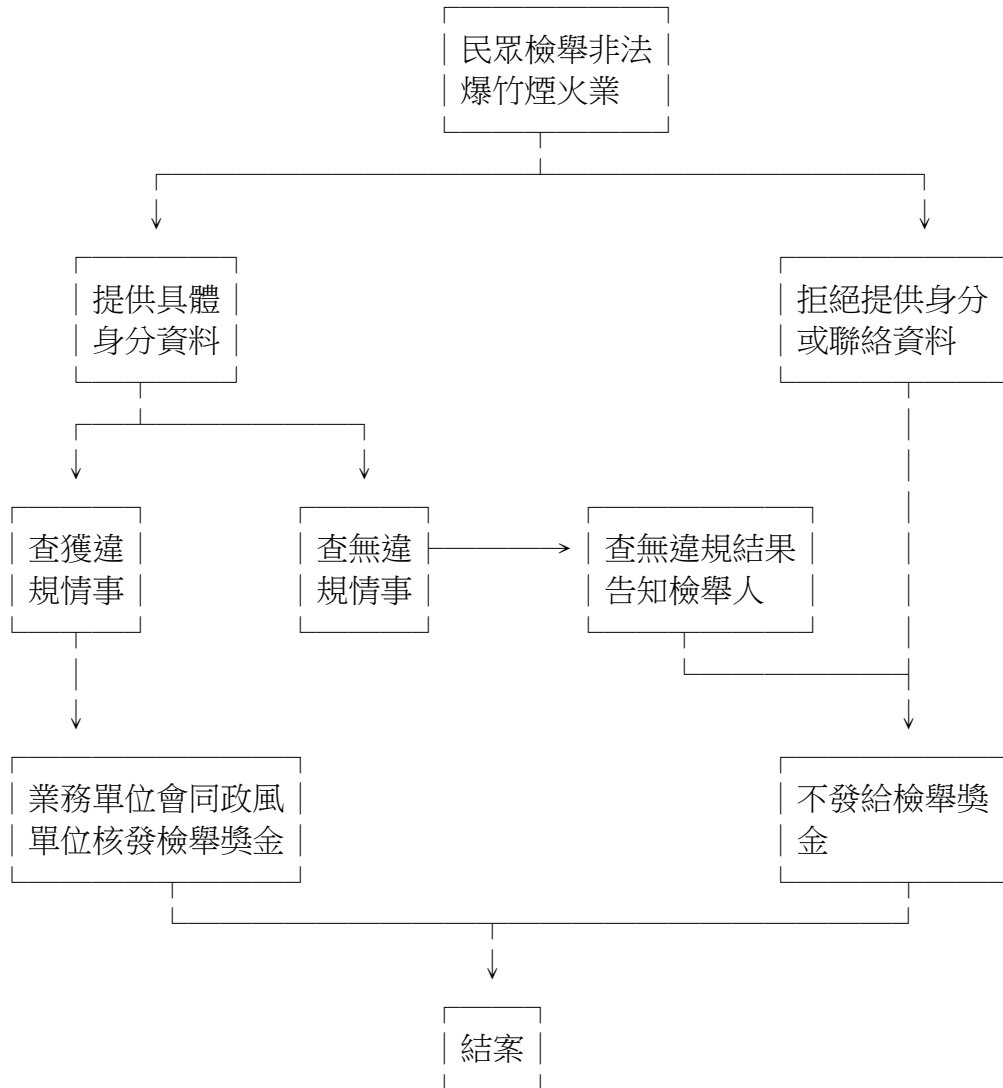 民眾檢舉非法
爆竹煙火業
提供具體
身分資料
拒絕提供身分
或聯絡資料
查獲違
規情事
查無違
規情事
查無違規結果
告知檢舉人
業務單位會同政風
單位核發檢舉獎金
不發給檢舉獎
金
結案